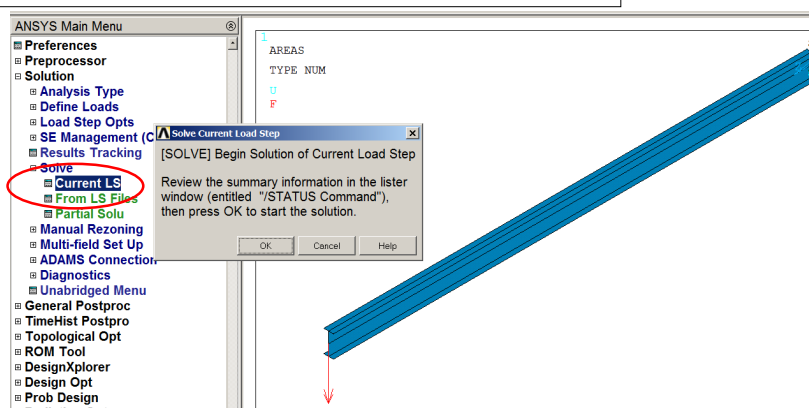 ANSYS Main Menu
Preferences
Preprocessor
Solution
Analysis Type
Define Loads
Load Step Opts
SE Management (C
Results Tracking
Solve
Current LS
From LS Files
Partial Solu
Manual Rezoning
Multi-field Set Up
ADAMS Connection
Diagnostics
Unabridged Menu
General Postproc
TimeHist Postpro
Topological Opt
ROM Tool
DesignXplorer
Design Opt
Prob Design
Solve Current Load Step
[SOLVE] Begin Solution of Current Load Step
Review the summary information in the lister
window (entitled "/STATUS Command"),
then press OK to start the solution.
OK Cancel Help
1
AREAS
TYPE NUM
U
F